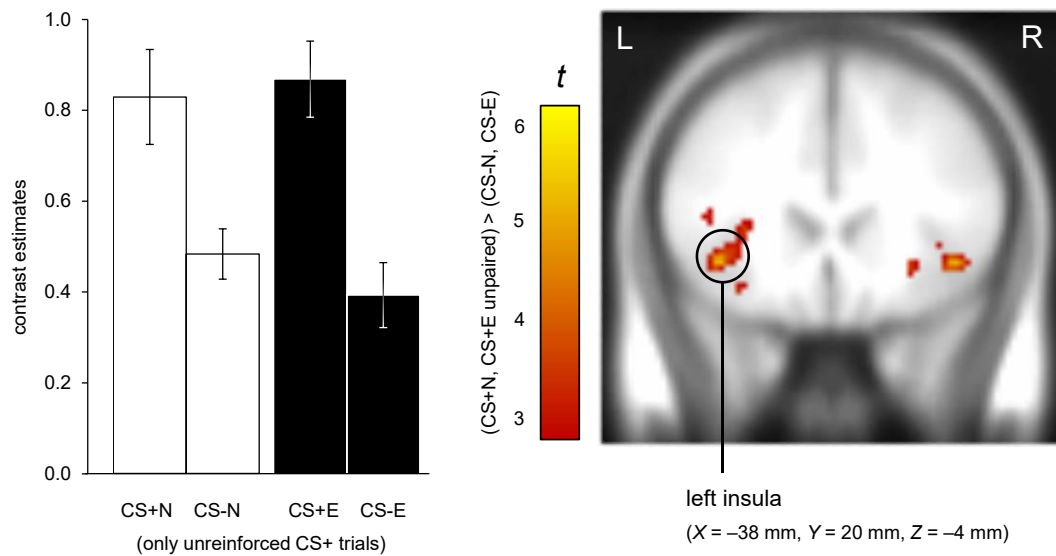 1.0
0.8
0.6
0.4
0.2
0.0
contrast estimates
CS+N CS-N CS+E CS-E
(only unreinforced CS+ trials)
t
6
5
4
3
(CS+N, CS+E unpaired) > (CS-N, CS-E)
L R
left insula
(X = –38 mm, Y = 20 mm, Z = –4 mm)